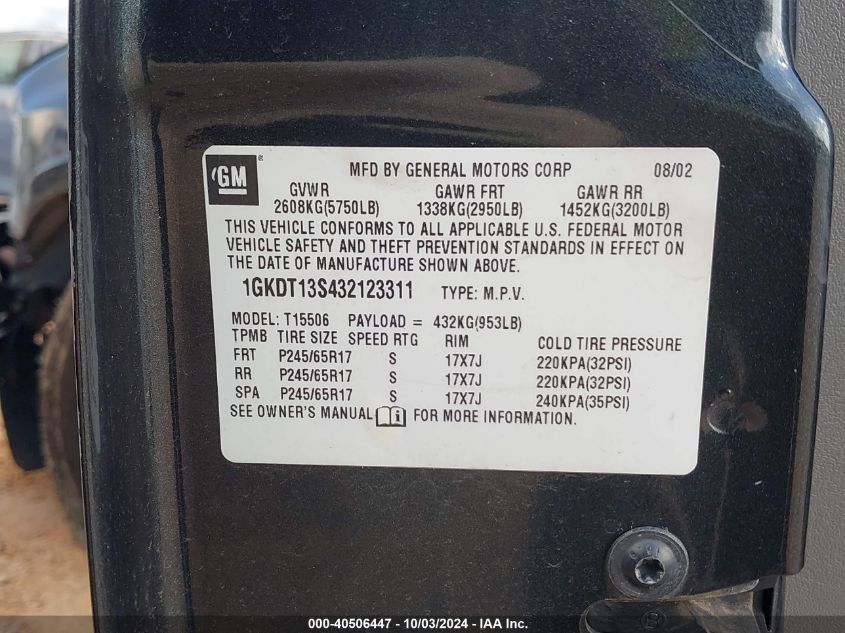 GM ® MFD BY GENERAL MOTORS CORP 08/02
GVWR GAWR FRT GAWR RR
2608KG(5750LB) 1338KG(2950LB) 1452KG(3200LB)
THIS VEHICLE CONFORMS TO ALL APPLICABLE U.S. FEDERAL MOTOR
VEHICLE SAFETY AND THEFT PREVENTION STANDARDS IN EFFECT ON
THE DATE OF MANUFACTURE SHOWN ABOVE.
1GKDT13S432123311 TYPE: M.P.V.
MODEL: T15506 PAYLOAD = 432KG(953LB)
TPMB TIRE SIZE SPEED RTG RIM COLD TIRE PRESSURE
FRT P245/65R17 S 17X7J 220KPA(32PSI)
RR P245/65R17 S 17X7J 220KPA(32PSI)
SPA P245/65R17 S 17X7J 240KPA(35PSI)
SEE OWNER'S MANUAL FOR MORE INFORMATION.
000-40506447 - 10/03/2024 - IAA Inc.